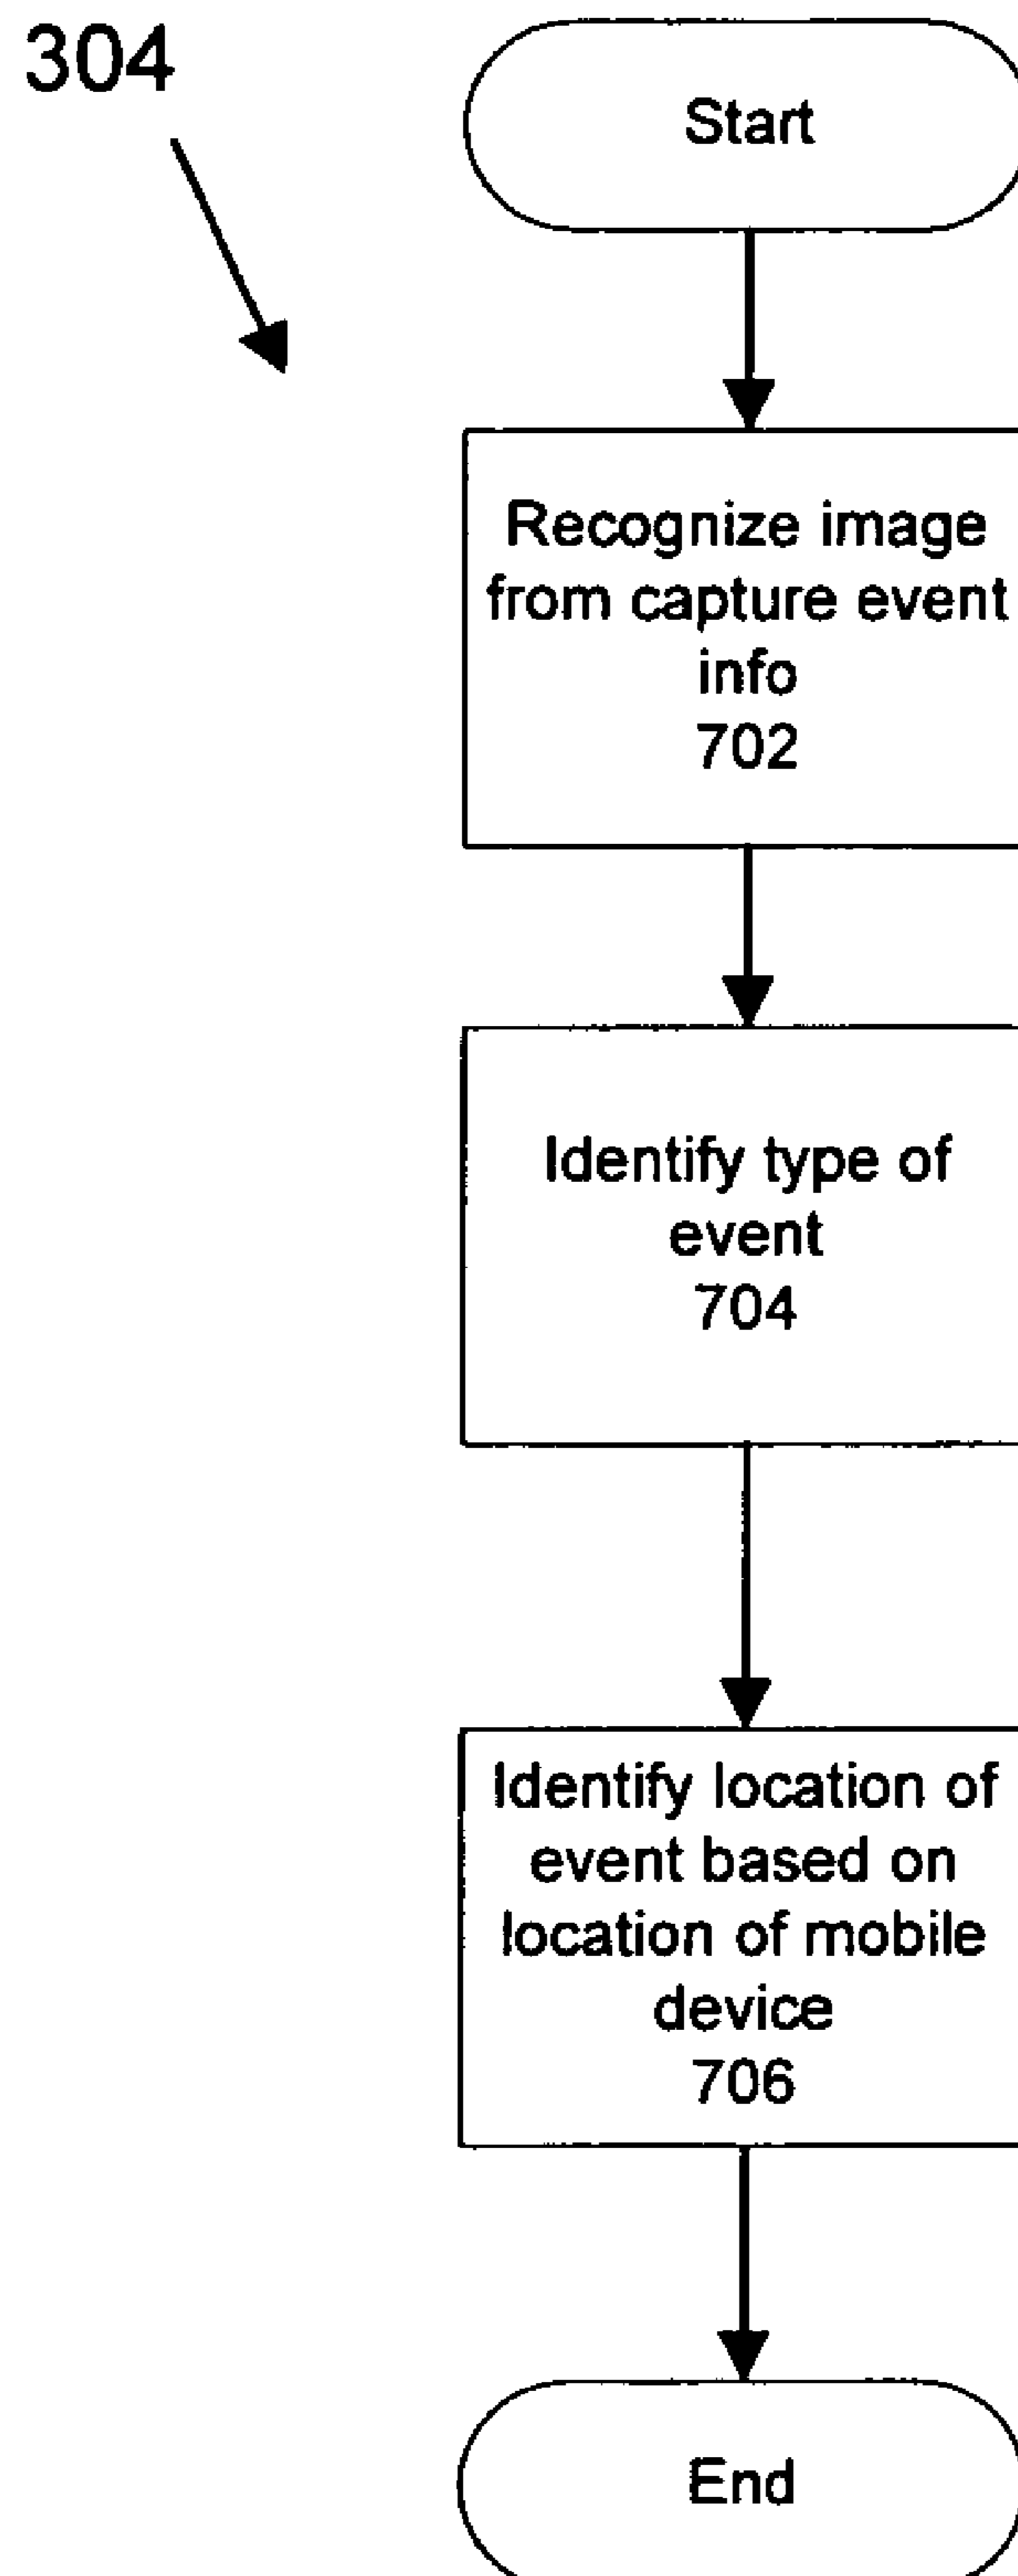 304
Start
Recognize image
from capture event
info
702
Identify type of
event
704
Identify location of
event based on
location of mobile
device
706
End